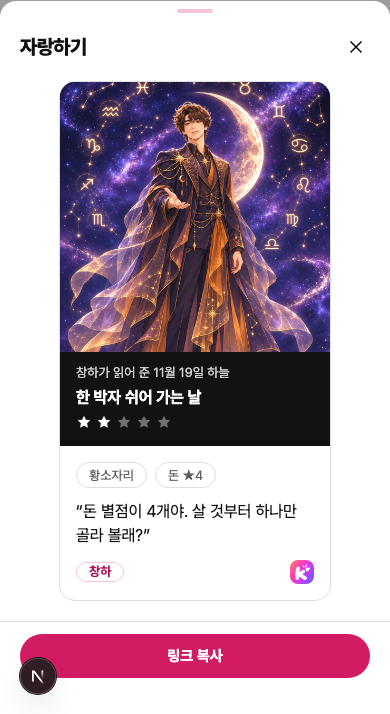 자랑하기
창하가 읽어 준 11월 19일 하늘
한 박자 쉬어 가는 날
황소자리
돈 ★4
“돈 별점이 4개야. 살 것부터 하나만
골라 볼래?”
창하
K
링크 복사
N